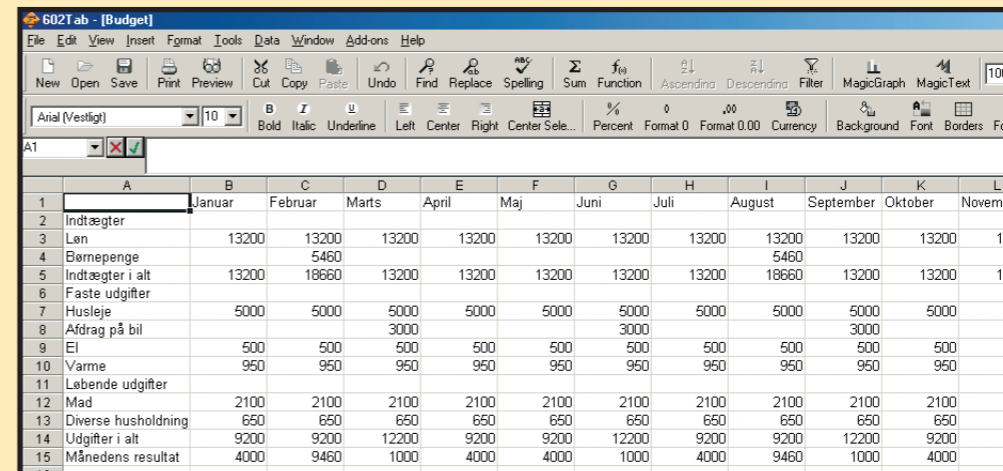 602Tab - [Budget]
File Edit View Insert Format Tools Data Window Add-ons Help
New Open Save Print Preview Cut Copy Paste Undo Find Replace Spelling Sum Function Ascending Descending Filter MagicGraph MagicText
Arial (Vestligt) 10 B I U Bold Italic Underline Left Center Right Center Sele... Percent Format 0 Format 0.00 Currency Background Font Borders
A1
A B C D E F G H I J K L
1 Januar Februar Marts April Maj Juni Juli August September Oktober Novem
2 Indtægter
3 Løn 13200 13200 13200 13200 13200 13200 13200 13200 13200 13200 1
4 Børnepenge 5460 5460
5 Indtægter i alt 13200 18660 13200 13200 13200 13200 13200 18660 13200 13200 1
6 Faste udgifter
7 Husleje 5000 5000 5000 5000 5000 5000 5000 5000 5000 5000
8 Afdrag på bil 3000 3000 3000
9 El 500 500 500 500 500 500 500 500 500 500
10 Varme 950 950 950 950 950 950 950 950 950 950
11 Løbende udgifter
12 Mad 2100 2100 2100 2100 2100 2100 2100 2100 2100 2100
13 Diverse husholdning 650 650 650 650 650 650 650 650 650 650
14 Udgifter i alt 9200 9200 12200 9200 9200 12200 9200 9200 12200 9200
15 Månedens resultat 4000 9460 1000 4000 4000 1000 4000 9460 1000 4000